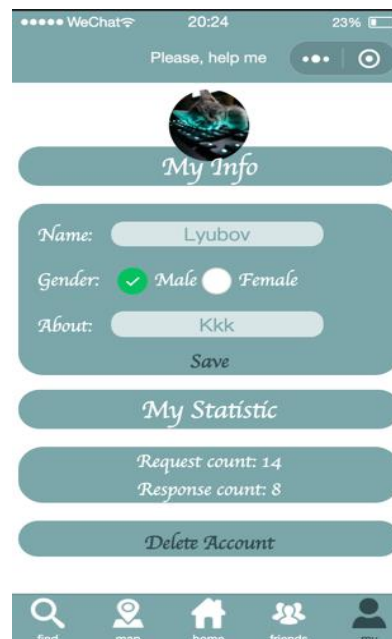 WeChat 20:24 23%
Please, help me
My Info
Name: Lyubov
Gender: Male Female
About: Kkk
Save
My Statistic
Request count: 14
Response count: 8
Delete Account
find map home friends my